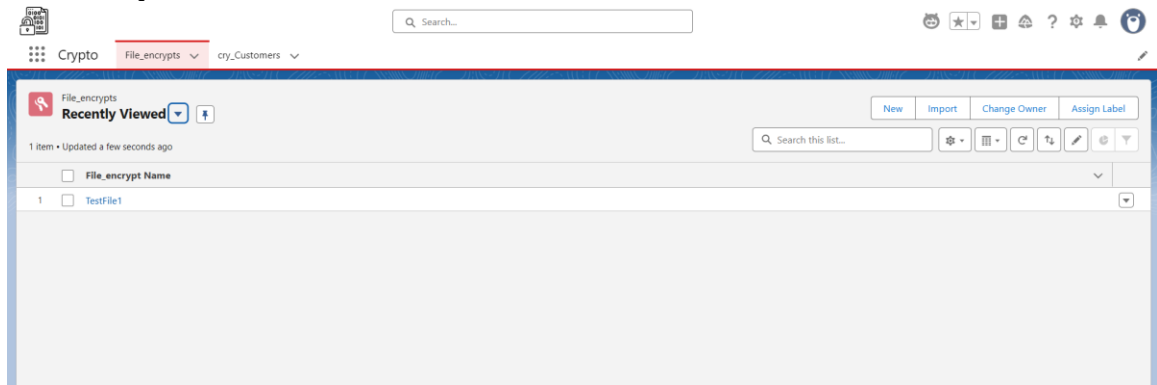 Search...
Crypto File_encrypts cry_Customers
File_encrypts
Recently Viewed
New Import Change Owner Assign Label
1 item • Updated a few seconds ago
Search this list...
File_encrypt Name
1 TestFile1